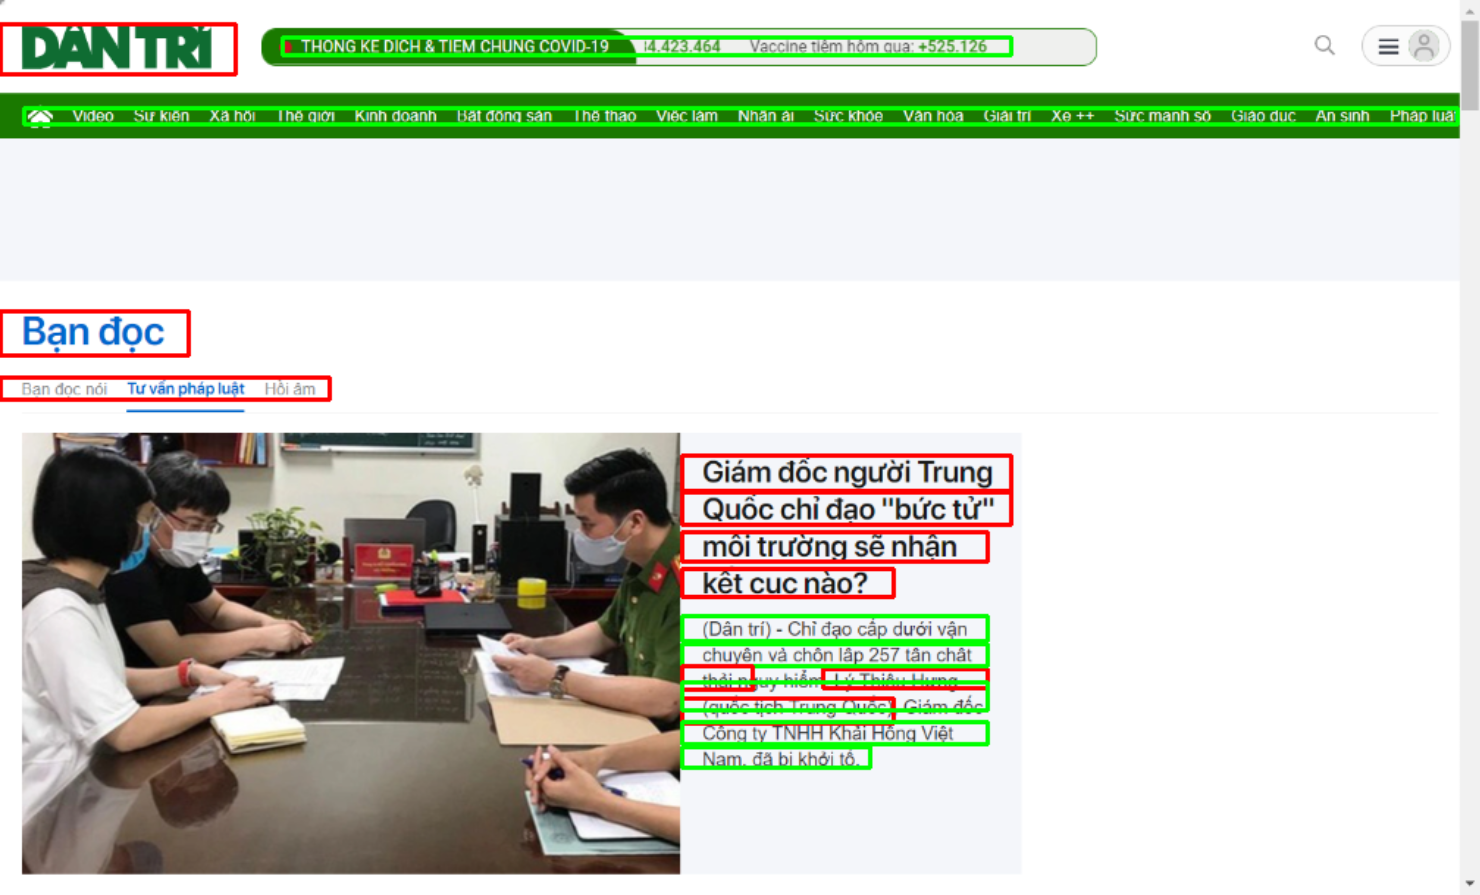 DÂN TRÍ
THỐNG KÊ DỊCH & TIÊM CHỦNG COVID-19 4.423.464 Vaccine tiêm hôm qua: +525.126
Video Sự kiện Xã hội Thế giới Kinh doanh Bất động sản Thể thao Việc làm Nhân ái Sức khỏe Văn hóa Giải trí Xe ++ Sức mạnh số Giáo dục An sinh Pháp luật
Bạn đọc
Bạn đọc nói Tư vấn pháp luật Hồi âm
Giám đốc người Trung
Quốc chỉ đạo "bức tử"
môi trường sẽ nhận
kết cục nào?
(Dân trí) - Chỉ đạo cấp dưới vận
chuyển và chôn lấp 257 tấn chất
thải nguy hiểm, Lý Thiệu Hưng
(quốc tịch Trung Quốc), Giám đốc
Công ty TNHH Khải Hồng Việt
Nam, đã bị khởi tố.